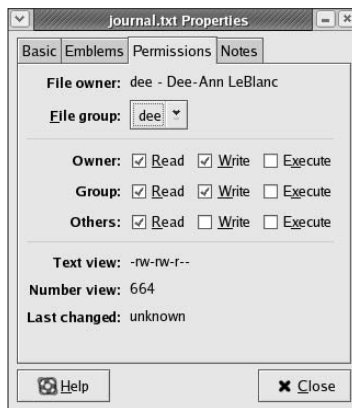 journal.txt Properties
Basic Emblems Permissions Notes
File owner: dee - Dee-Ann LeBlanc
File group: dee
Owner: Read Write Execute
Group: Read Write Execute
Others: Read Write Execute
Text view: -rw-rw-r--
Number view: 664
Last changed: unknown
Help Close